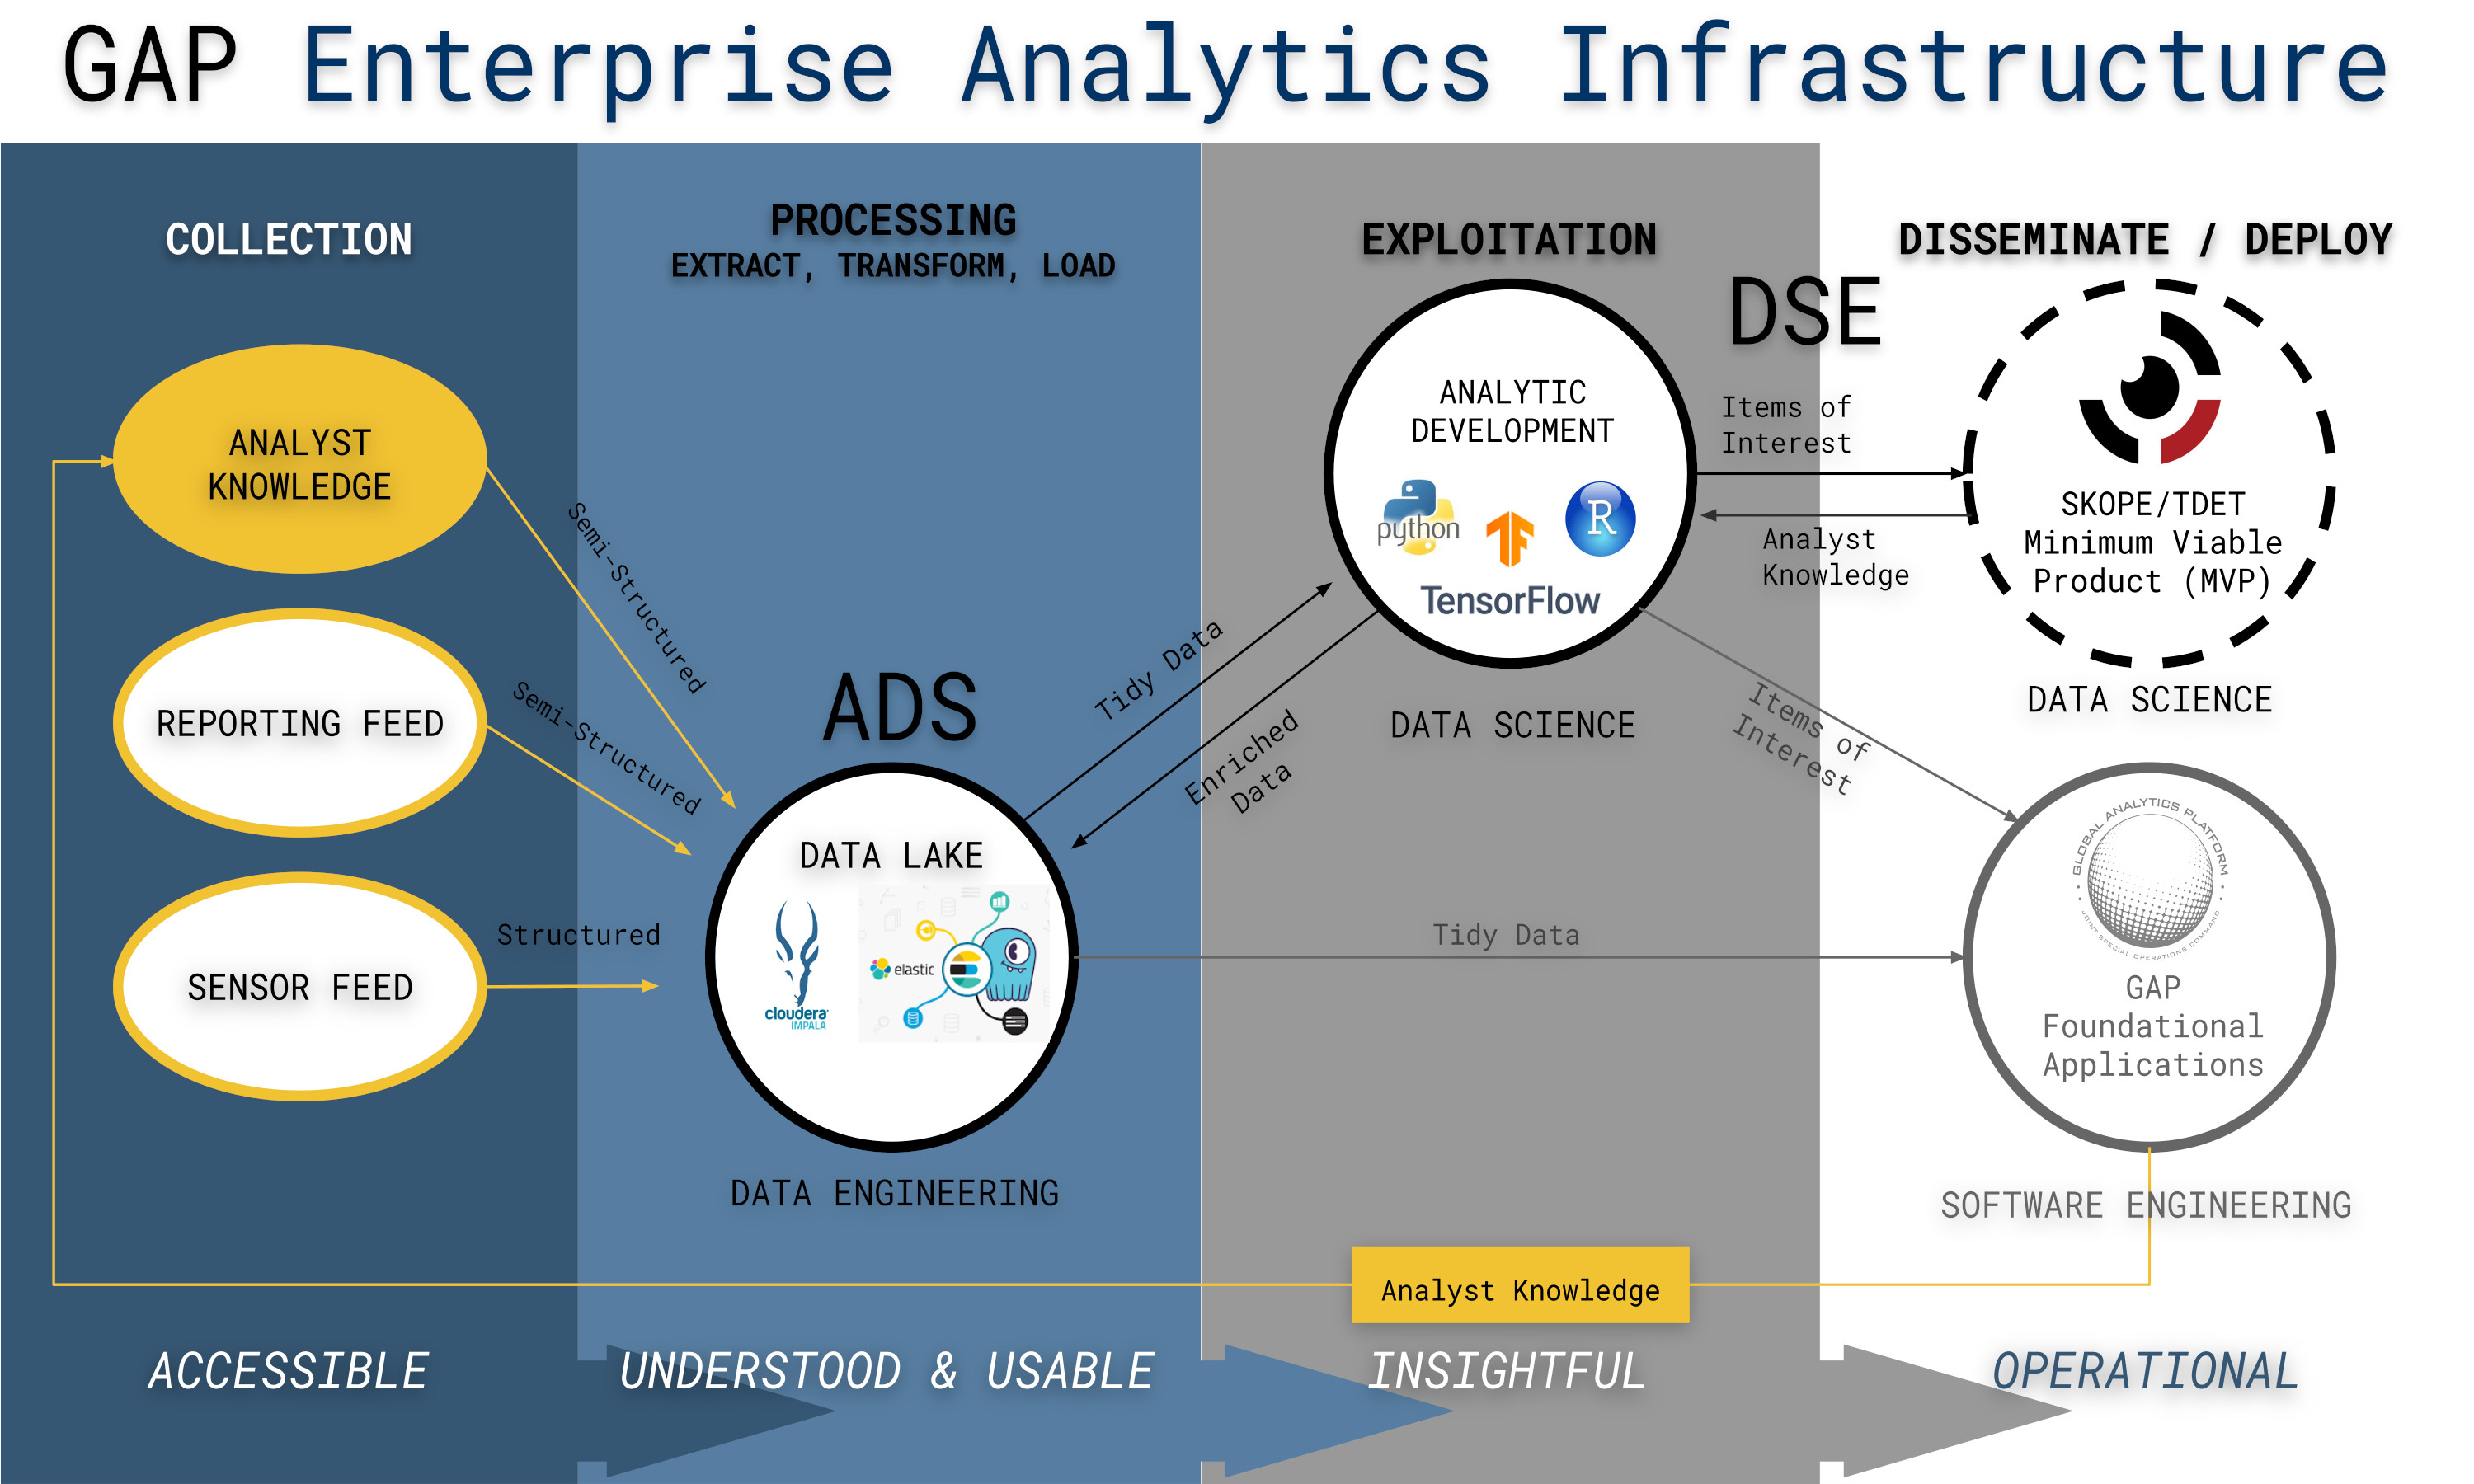 GAP Enterprise Analytics Infrastructure
COLLECTION
PROCESSING
EXTRACT, TRANSFORM, LOAD
EXPLOITATION
DISSEMINATE / DEPLOY
ANALYST
KNOWLEDGE
REPORTING FEED
SENSOR FEED
Semi-Structured
Semi-Structured
Structured
ADS
DATA LAKE
cloudera
IMPALA
elastic
DATA ENGINEERING
Tidy Data
Enriched
Data
Tidy Data
ANALYTIC
DEVELOPMENT
python
R
TensorFlow
DATA SCIENCE
DSE
Items of
Interest
Analyst
Knowledge
Items of
Interest
SKOPE/TDET
Minimum Viable
Product (MVP)
DATA SCIENCE
GLOBAL ANALYTICS PLATFORM
JOINT SPECIAL OPERATIONS COMMAND
GAP
Foundational
Applications
SOFTWARE ENGINEERING
Analyst Knowledge
ACCESSIBLE
UNDERSTOOD & USABLE
INSIGHTFUL
OPERATIONAL